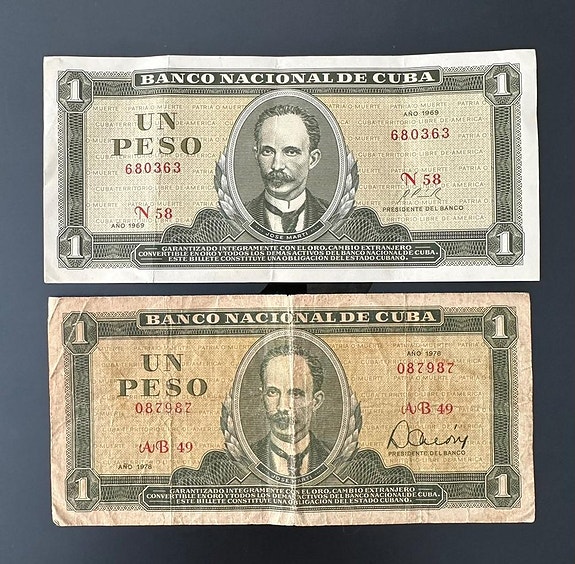 BANCO NACIONAL DE CUBA
1
1
UN
PESO
680363
AÑO 1969
680363
N 58
N 58
AÑO 1969
PRESIDENTE DEL BANCO
JOSE MARTI
1
1
GARANTIZADO INTEGRAMENTE CON EL ORO, CAMBIO EXTRANJERO
CONVERTIBLE EN ORO Y TODOS LOS DEMAS ACTIVOS DEL BANCO NACIONAL DE CUBA.
ESTE BILLETE CONSTITUYE UNA OBLIGACION DEL ESTADO CUBANO.
BANCO NACIONAL DE CUBA
1
1
UN
PESO
087987
AÑO 1978
087987
AB 49
AB 49
AÑO 1978
PRESIDENTE DEL BANCO
JOSE MARTI
1
1
GARANTIZADO INTEGRAMENTE CON EL ORO, CAMBIO EXTRANJERO
CONVERTIBLE EN ORO Y TODOS LOS DEMAS ACTIVOS DEL BANCO NACIONAL DE CUBA.
ESTE BILLETE CONSTITUYE UNA OBLIGACION DEL ESTADO CUBANO.